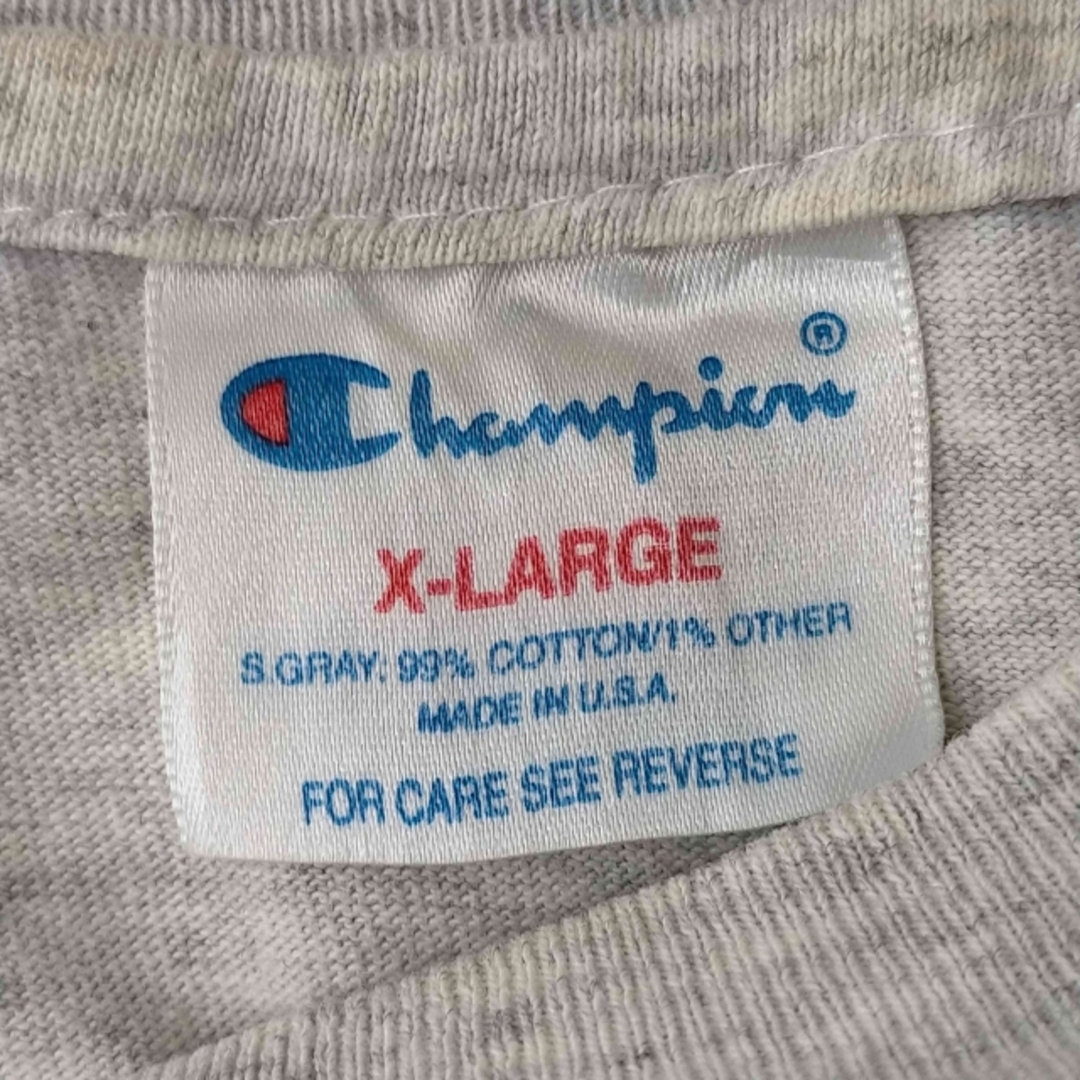 Champion®
X-LARGE
S.GRAY: 99% COTTON/1% OTHER
MADE IN U.S.A.
FOR CARE SEE REVERSE